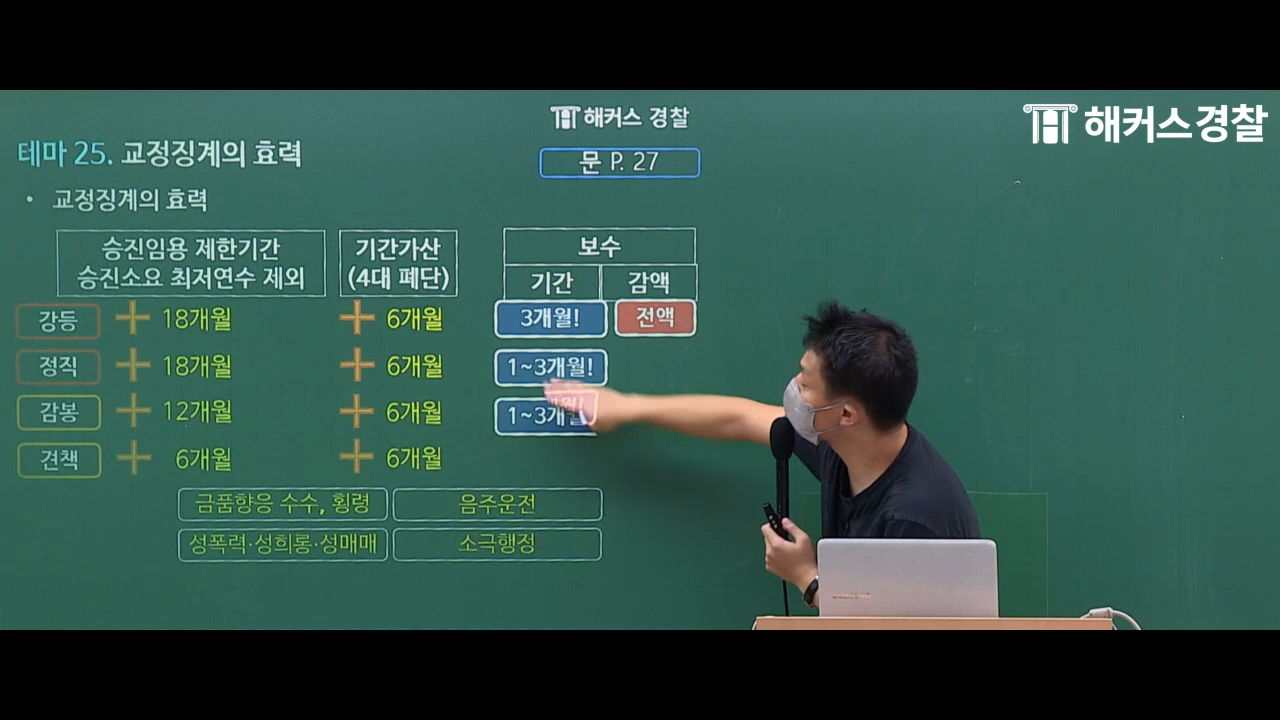 해커스 경찰
해커스경찰
테마 25. 교정징계의 효력
문 P. 27
• 교정징계의 효력
승진임용 제한기간
승진소요 최저연수 제외
기간가산
(4대 폐단)
보수
기간 감액
강등 + 18개월 + 6개월 3개월! 전액
정직 + 18개월 + 6개월 1~3개월!
감봉 + 12개월 + 6개월 1~3개월!
견책 + 6개월 + 6개월
금품향응 수수, 횡령 음주운전
성폭력·성희롱·성매매 소극행정